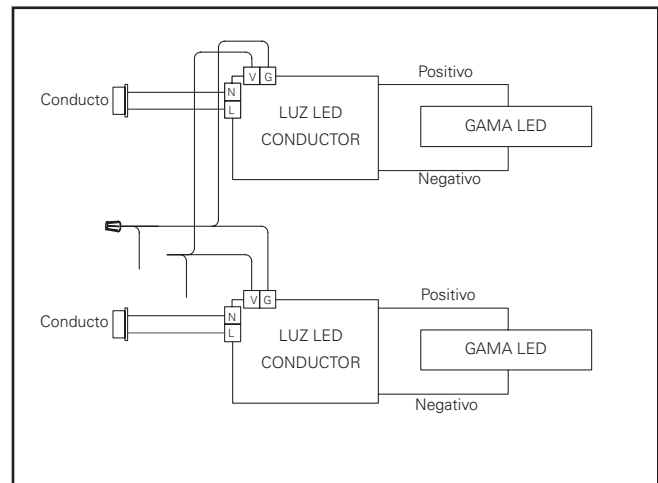 V G
Positivo
N
Conducto
L
LUZ LED
CONDUCTOR
GAMA LED
Negativo
V G
Positivo
N
Conducto
L
LUZ LED
CONDUCTOR
GAMA LED
Negativo